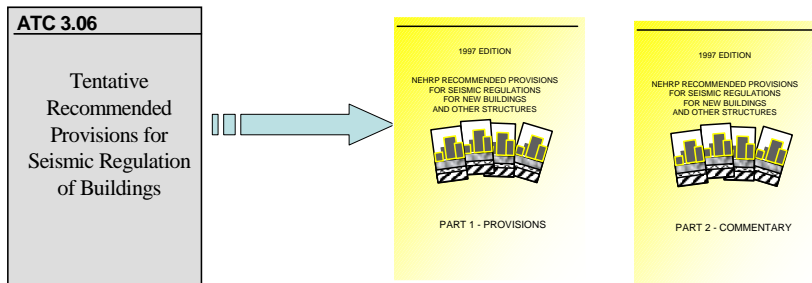 ATC 3.06
Tentative
Recommended
Provisions for
Seismic Regulation
of Buildings
1997 EDITION
NEHRP RECOMMENDED PROVISIONS
FOR SEISMIC REGULATIONS
FOR NEW BUILDINGS
AND OTHER STRUCTURES
PART 1 - PROVISIONS
1997 EDITION
NEHRP RECOMMENDED PROVISIONS
FOR SEISMIC REGULATIONS
FOR NEW BUILDINGS
AND OTHER STRUCTURES
PART 2 - COMMENTARY